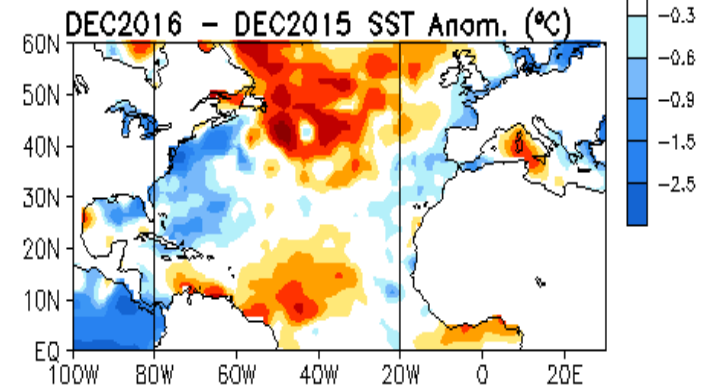 DEC2016 – DEC2015 SST Anom. (ºC)
-0.3
-0.6
-0.9
-1.5
-2.5
60N
50N
40N
30N
20N
10N
EQ
100W 80W 60W 40W 20W 0 20E